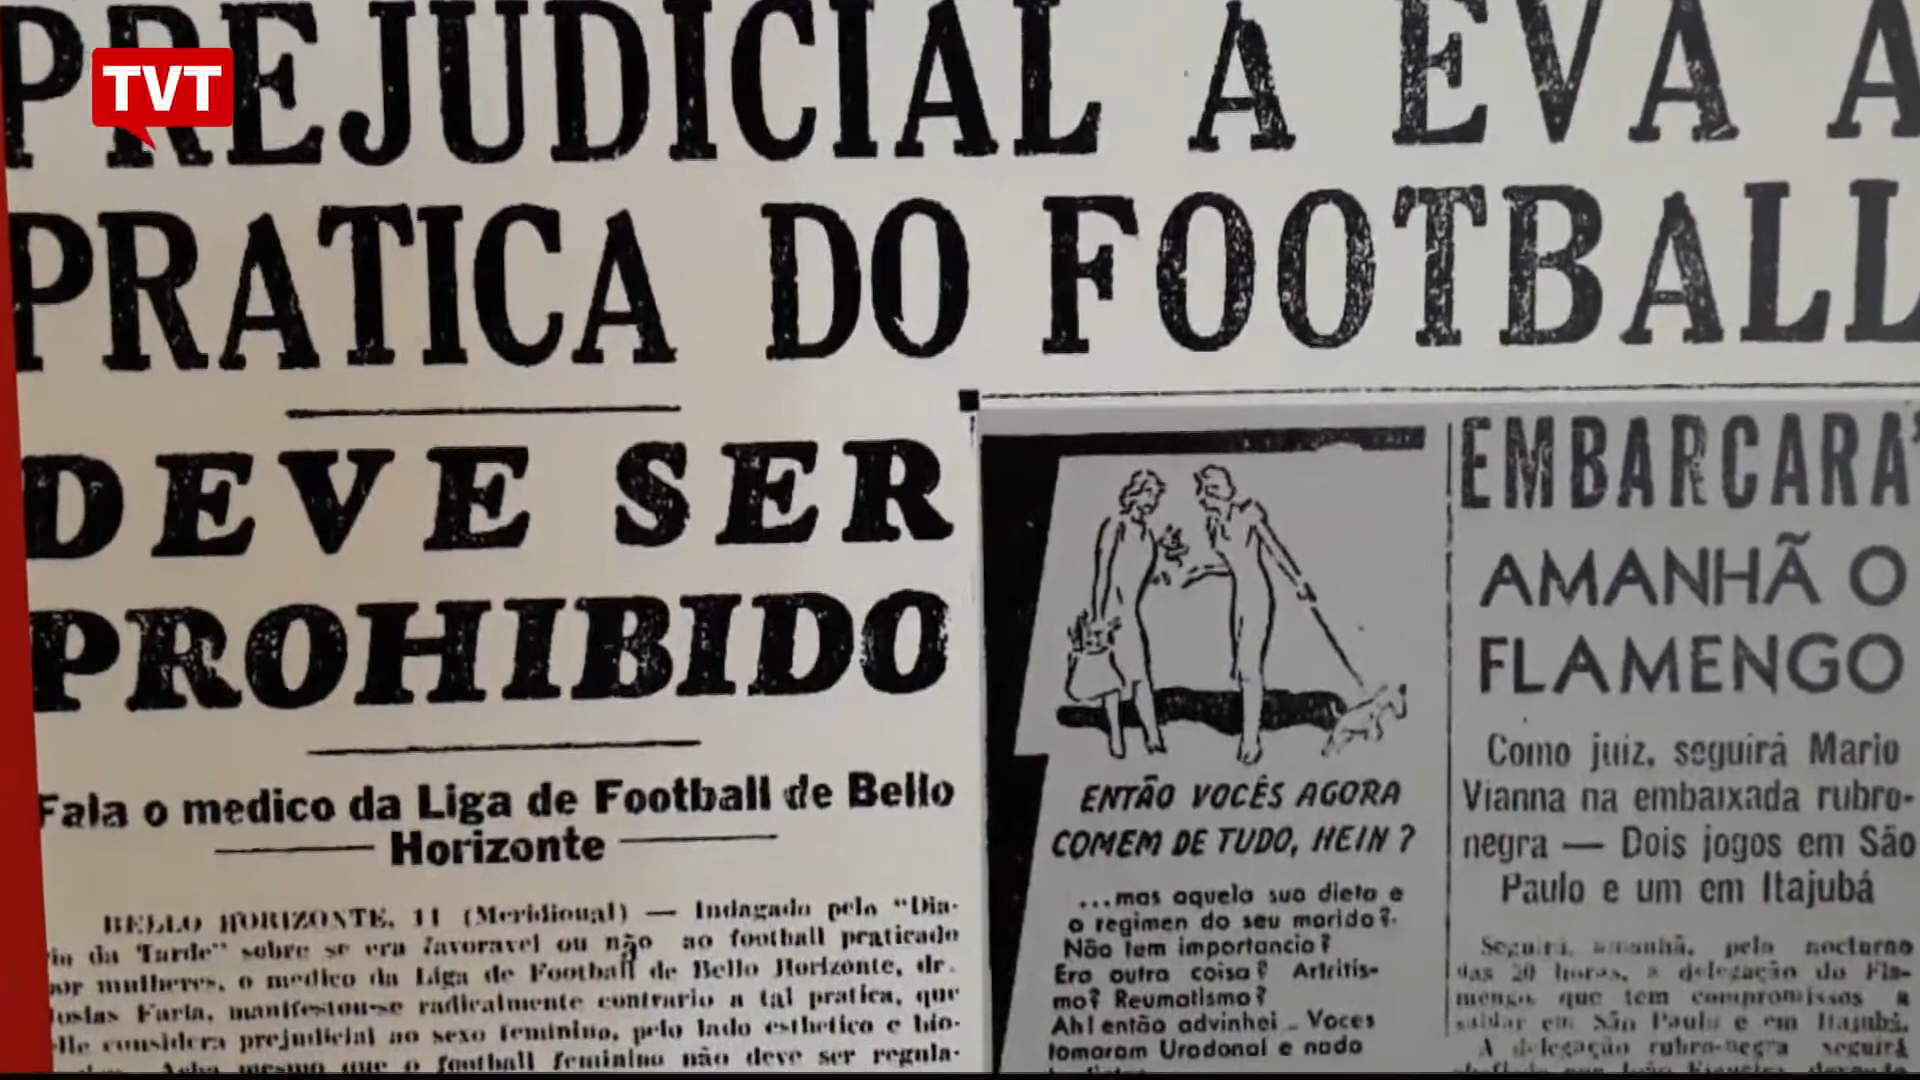 TVT
PREJUDICIAL A EVA A
PRATICA DO FOOTBALL
DEVE SER
PROHIBIDO
Fala o medico da Liga de Football de Bello
Horizonte
BELLO HORIZONTE, 11 (Meridional) — Indagado pelo "Dia-
rio da Tarde" sobre se era favoravel ou não ao football praticado
por mulheres, o medico da Liga de Football de Bello Horizonte, dr.
Josias Faria, manifestou-se radicalmente contrario a tal pratica, que
elle considera prejudicial ao sexo feminino, pelo lado esthetico e bio-
mesmo que o football feminino não deve ser regula-
ENTÃO VOCÊS AGORA
COMEM DE TUDO, HEIN?
...mas aquela sua dieta e
o regimen do seu marido?
Não tem importancia?
Era outra coisa? Artritis-
mo? Reumatismo?
Ah! então advinhei _ Voces
tomaram Urodonal e nada
EMBARCARA'
AMANHÃ O
FLAMENGO
Como juiz, seguirá Mario
Vianna na embaixada rubro-
negra — Dois jogos em São
Paulo e um em Itajubá
Seguirá, amanhã, pelo nocturno
das 20 horas, a delegação do Fla-
mengo que tem compromissos a
saldar em São Paulo e em Itajubá.
A delegação rubro-negra seguirá